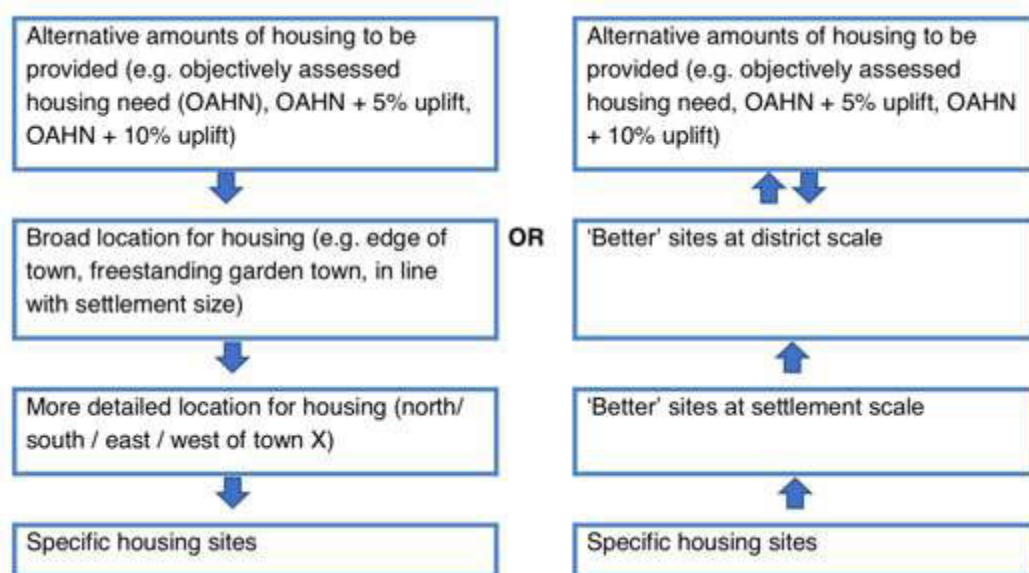 Alternative amounts of housing to be
provided (e.g. objectively assessed
housing need (OAHN), OAHN + 5% uplift,
OAHN + 10% uplift)
Broad location for housing (e.g. edge of
town, freestanding garden town, in line
with settlement size)
More detailed location for housing (north/
south / east / west of town X)
Specific housing sites
OR
Alternative amounts of housing to be
provided (e.g. objectively assessed
housing need, OAHN + 5% uplift, OAHN
+ 10% uplift)
'Better' sites at district scale
'Better' sites at settlement scale
Specific housing sites